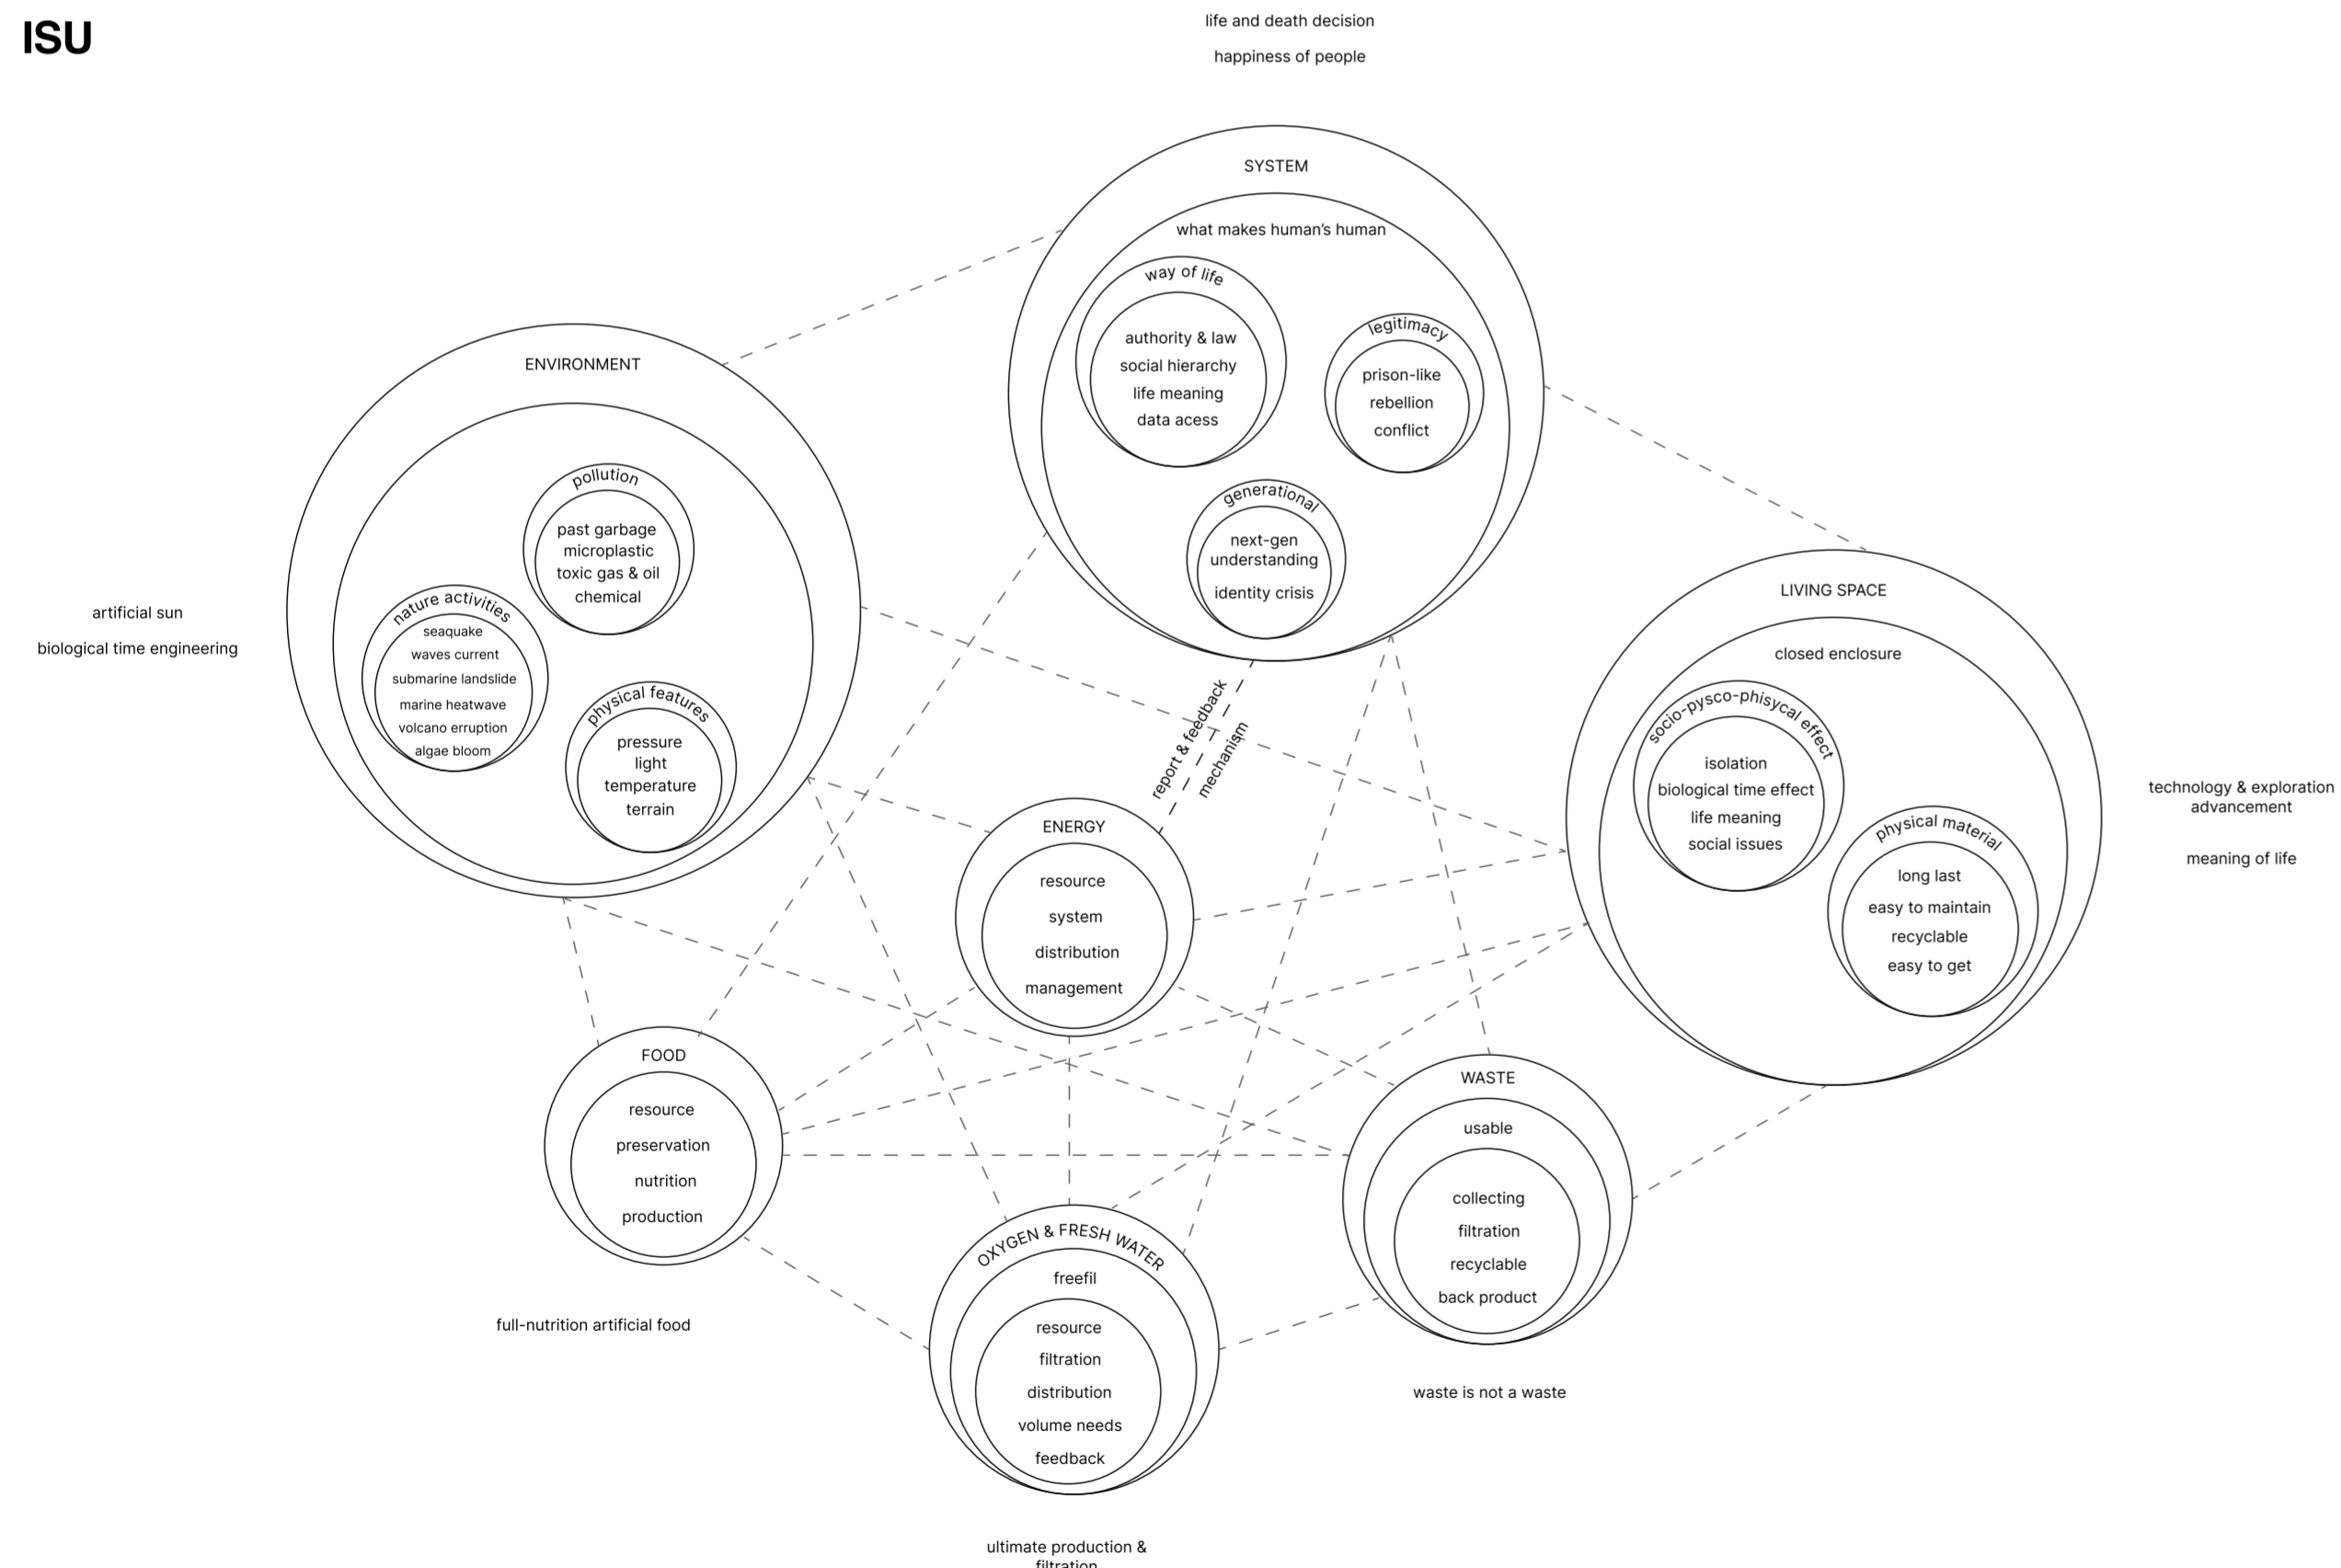 ISU
life and death decision
happiness of people
SYSTEM
what makes human’s human
way of life
authority & law
social hierarchy
life meaning
data acess
legitimacy
prison-like
rebellion
conflict
generational
next-gen
understanding
identity crisis
ENVIRONMENT
pollution
past garbage
microplastic
toxic gas & oil
chemical
nature activities
seaquake
waves current
submarine landslide
marine heatwave
volcano erruption
algae bloom
physical features
pressure
light
temperature
terrain
artificial sun
biological time engineering
LIVING SPACE
closed enclosure
socio-pysco-phisycal effect
isolation
biological time effect
life meaning
social issues
physical material
long last
easy to maintain
recyclable
easy to get
technology & exploration
advancement
meaning of life
report & feedback
mechanism
ENERGY
resource
system
distribution
management
FOOD
resource
preservation
nutrition
production
full-nutrition artificial food
WASTE
usable
collecting
filtration
recyclable
back product
waste is not a waste
OXYGEN & FRESH WATER
freefil
resource
filtration
distribution
volume needs
feedback
ultimate production &
filtration